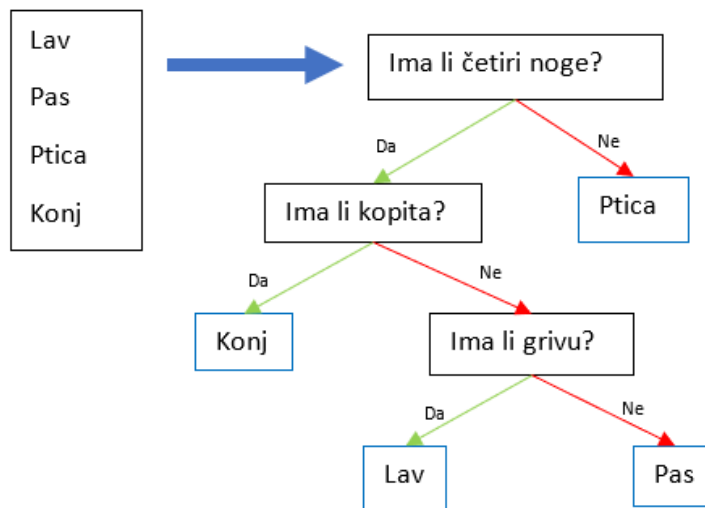 Lav
Pas
Ptica
Konj
Ima li četiri noge?
Da
Ne
Ima li kopita?
Ptica
Da
Ne
Konj
Ima li grivu?
Da
Ne
Lav
Pas